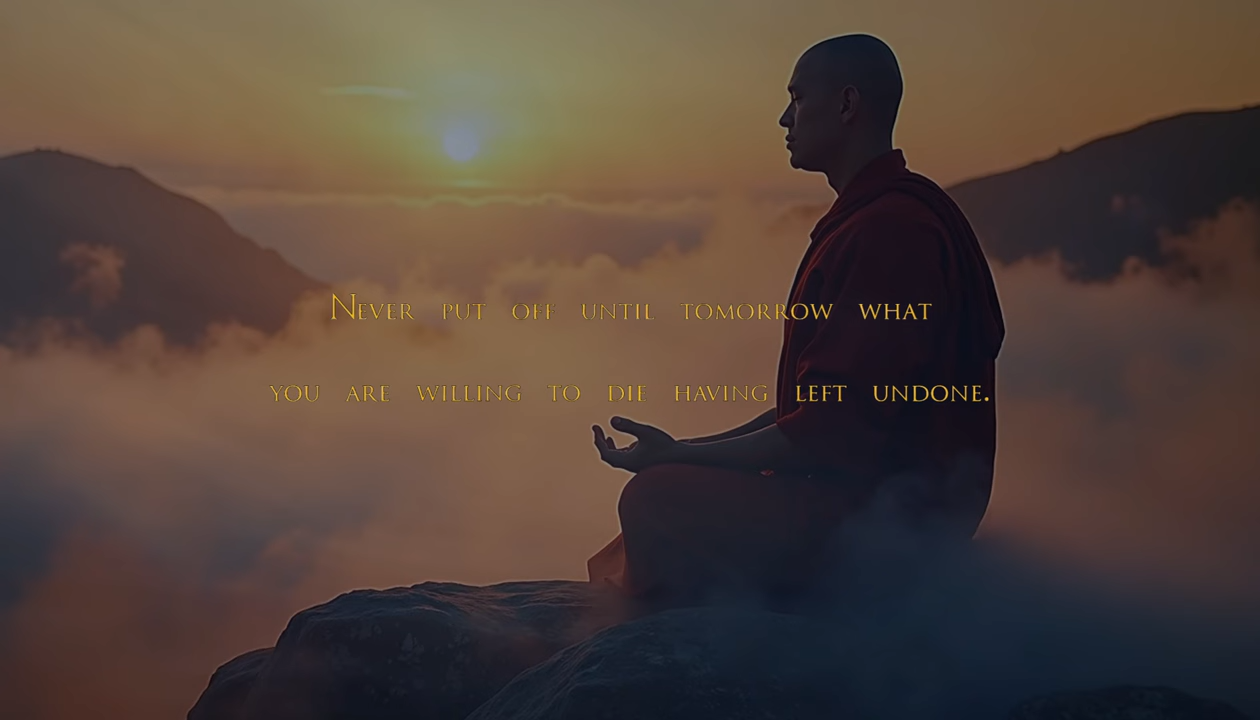 Never put off until tomorrow what
you are willing to die having left undone.